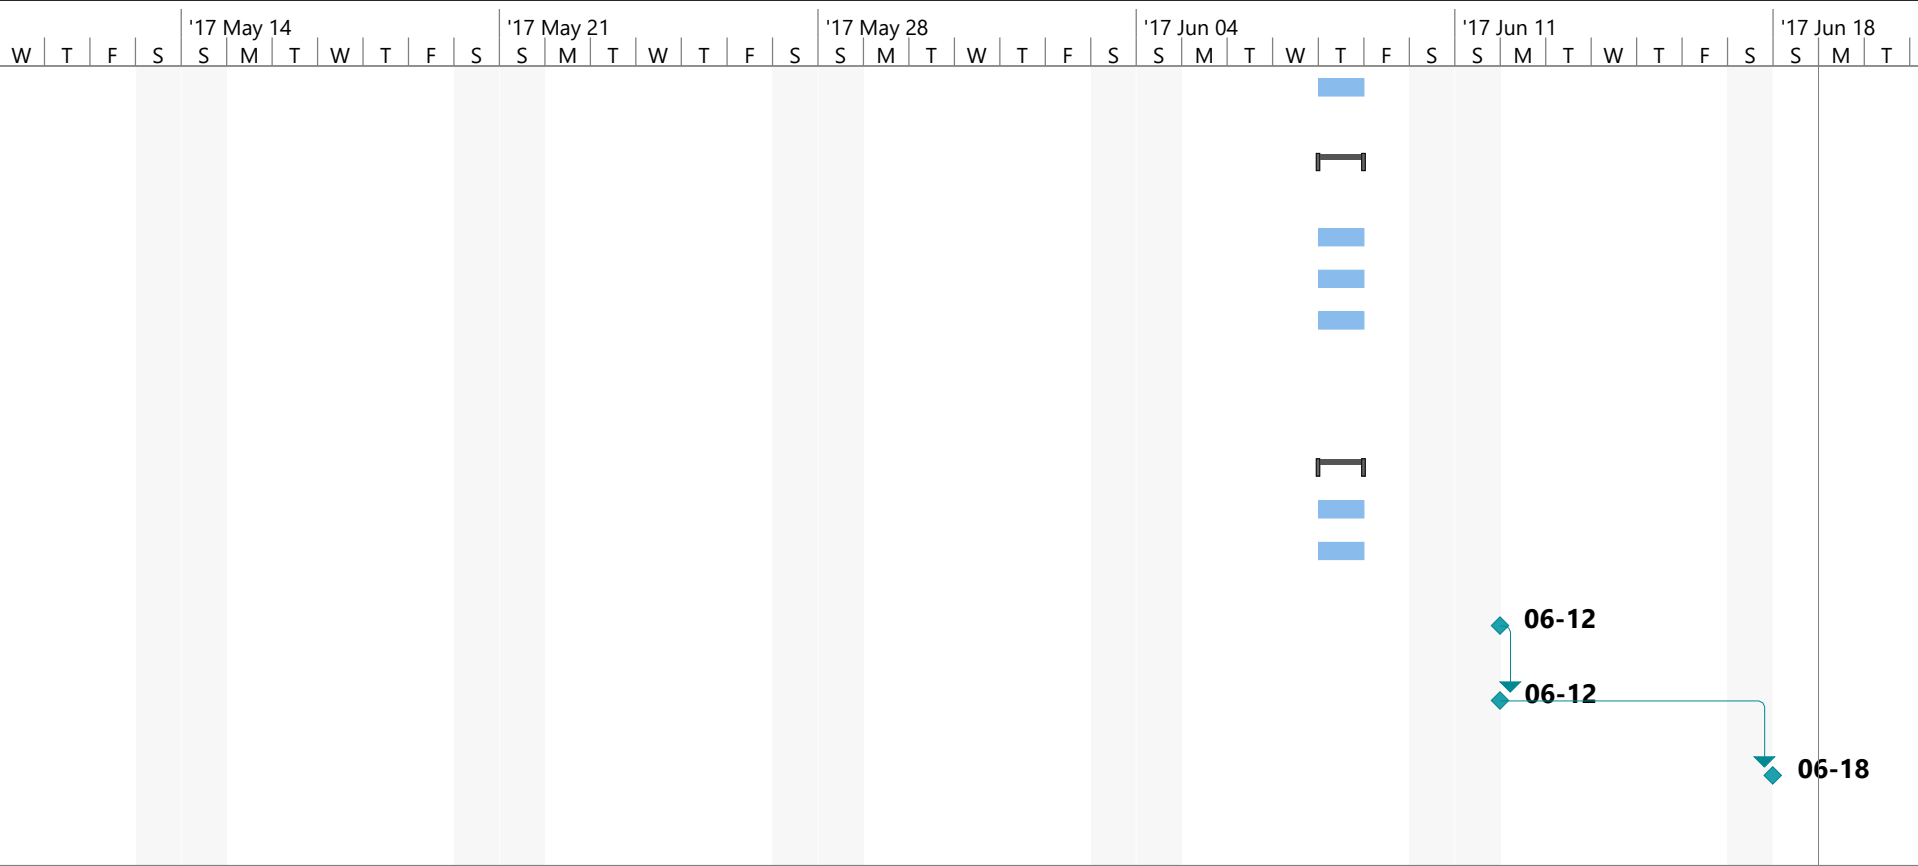 '17 May 14 '17 May 21 '17 May 28 '17 Jun 04 '17 Jun 11 '17 Jun 18
W T F S S M T W T F S S M T W T F S S M T W T F S S M T W T F S S M T W T F S S M T
06-12
06-12
06-18